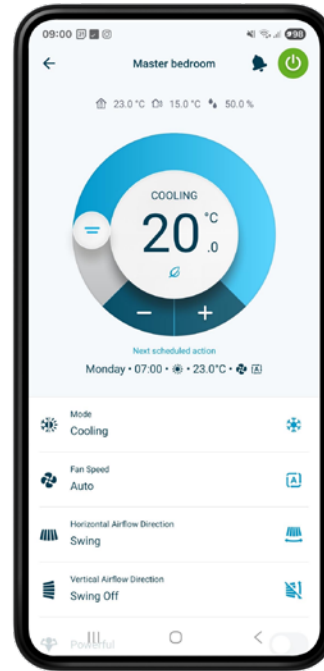 09:00 98
Master bedroom
23.0 °C 15.0 °C 50.0 %
COOLING
20 °C .0
− +
Next scheduled action
Monday • 07:00 • • 23.0°C • A
Mode
Cooling
Fan Speed
Auto A
Horizontal Airflow Direction
Swing
Vertical Airflow Direction
Swing Off
Powerful